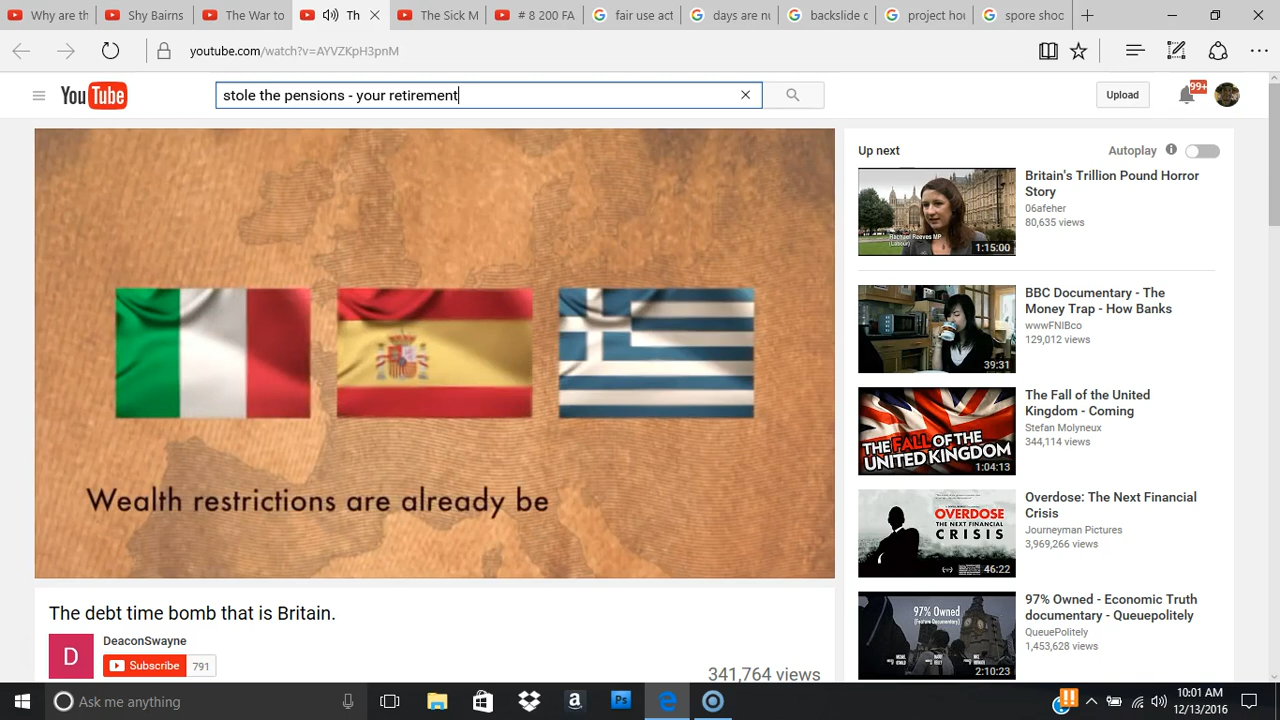 Why are th
Shy Bairns
The War to
Th
The Sick M
# 8 200 FA
fair use act
days are nu
backslide c
project hou
spore shoc
youtube.com/watch?v=AYVZKpH3pnM
YouTube
stole the pensions - your retirement
Upload
99+
Wealth restrictions are already be
The debt time bomb that is Britain.
D
DeaconSwayne
Subscribe
791
341,764 views
Up next
Autoplay
Rachael Reeves MP
(Labour)
1:15:00
Britain's Trillion Pound Horror
Story
06afeher
80,635 views
39:31
BBC Documentary - The
Money Trap - How Banks
wwwFNIBco
129,012 views
THE FALL OF THE
UNITED KINGDOM
1:04:13
The Fall of the United
Kingdom - Coming
Stefan Molyneux
344,114 views
OVERDOSE
THE NEXT FINANCIAL
CRISIS
46:22
Overdose: The Next Financial
Crisis
Journeyman Pictures
3,969,266 views
97% Owned
2:10:23
97% Owned - Economic Truth
documentary - Queuepolitely
QueuePolitely
1,453,628 views
Ask me anything
a
Ps
10:01 AM
12/13/2016